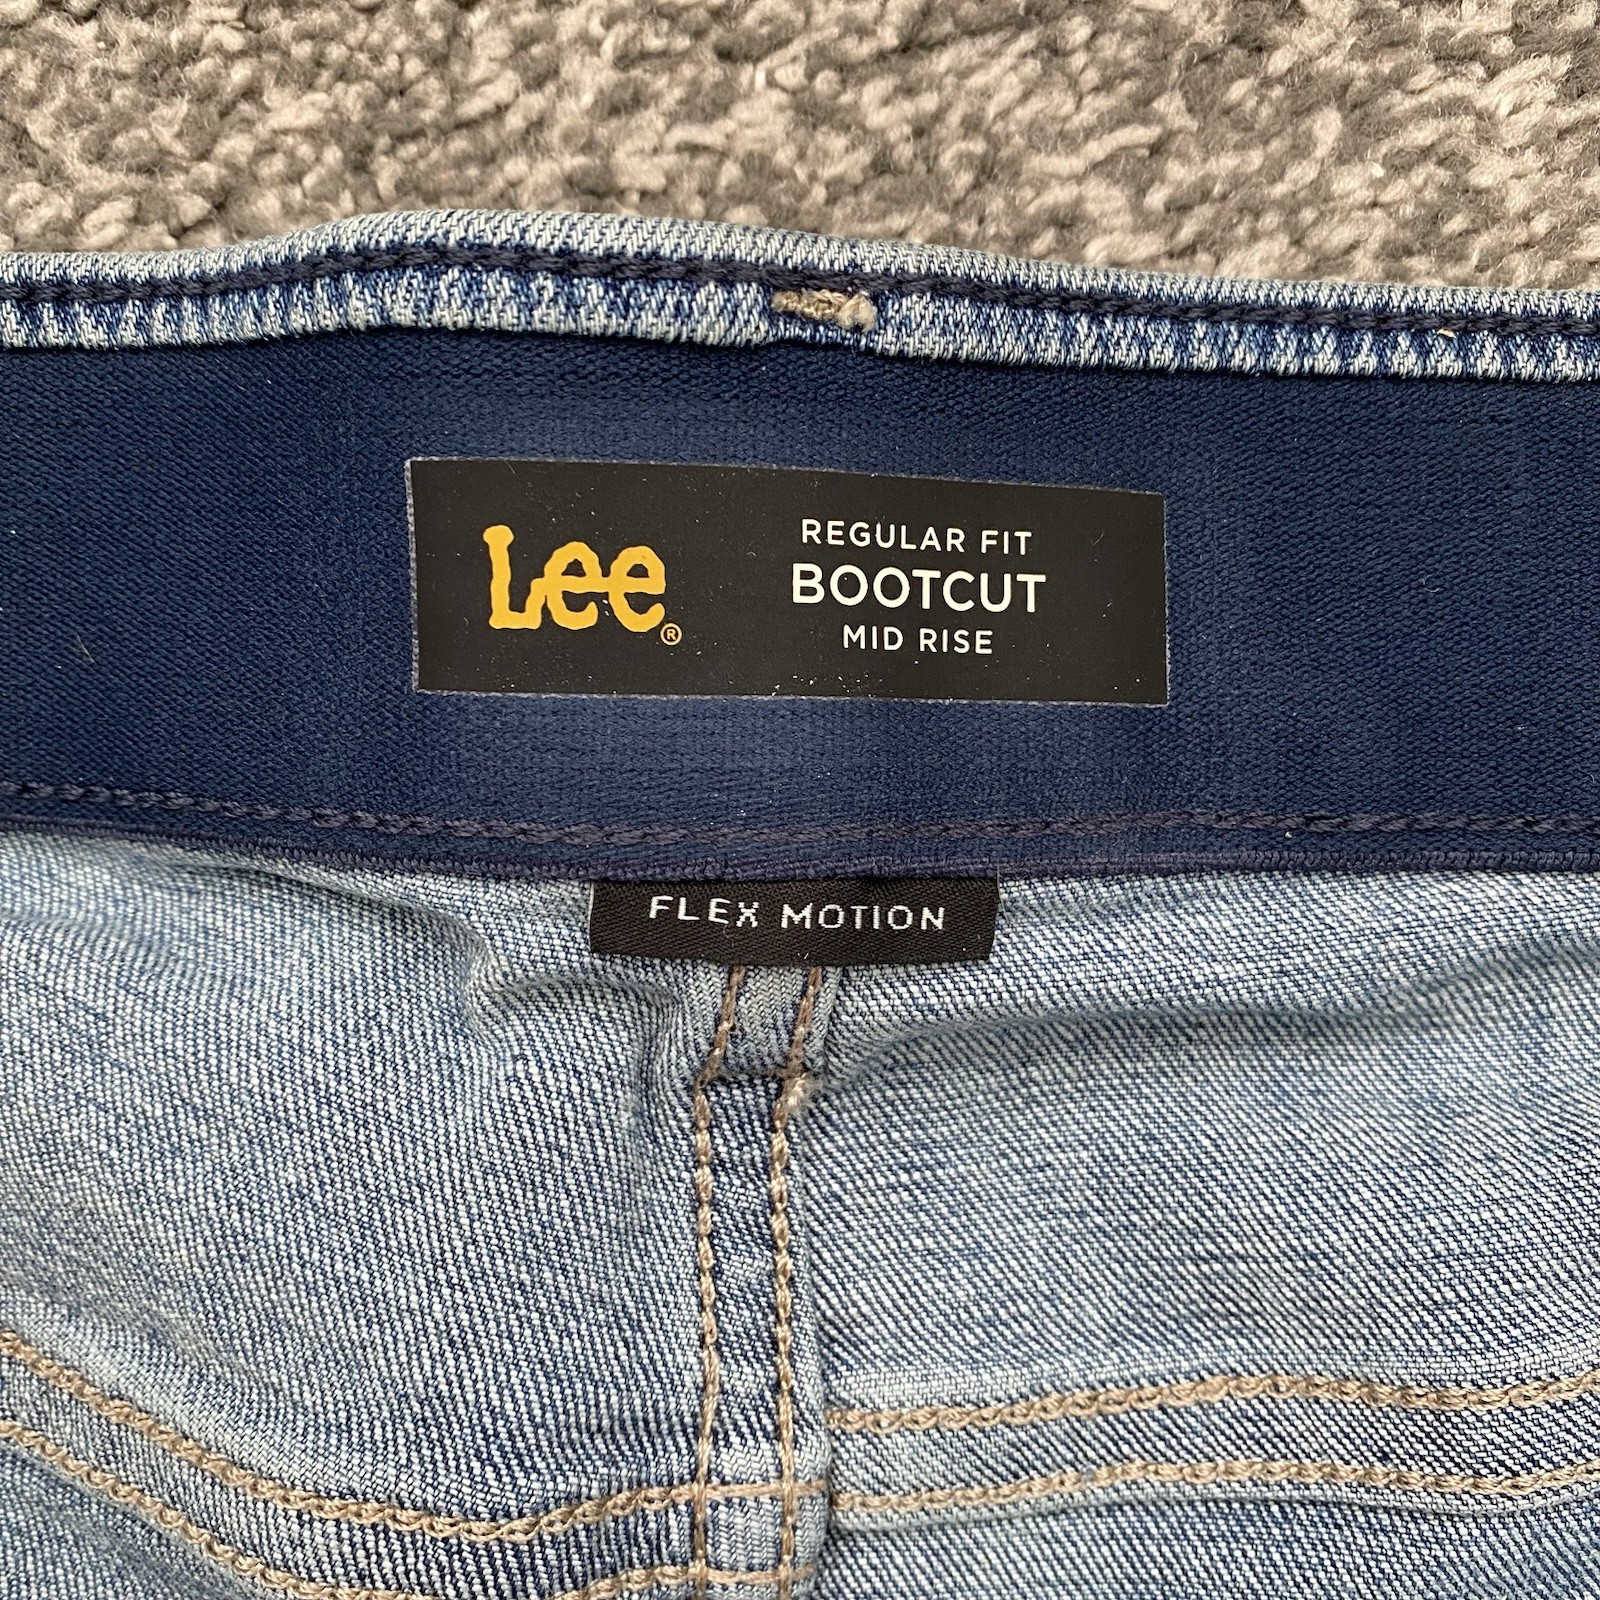 Lee®
REGULAR FIT
BOOTCUT
MID RISE
FLEX MOTION